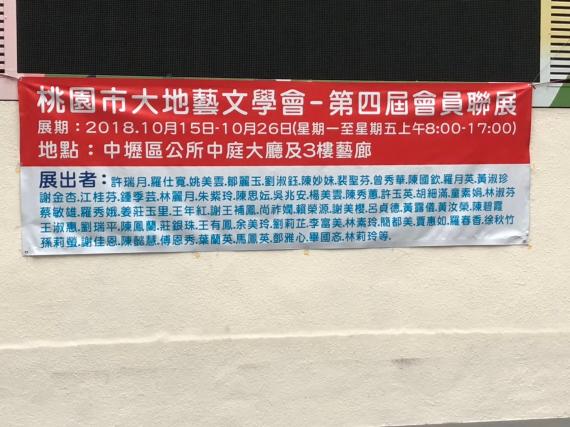 桃園市大地藝文學會-第四屆會員聯展
展期：2018.10月15日-10月26日(星期一至星期五上午8:00-17:00)
地點：中壢區公所中庭大廳及3樓藝廊
展出者：許瑞月.羅仕寬.姚美雲.鄒麗玉.劉淑鈺.陳妙妹.裴聖芬.曾秀華.陳國欽.羅月英.黃淑珍
謝金杏.江桂芬.鍾季芸.林麗月.朱紫玲.陳思妘.吳兆安.楊美雲.陳秀蕙.許玉英.胡細滿.童素娟.林淑芬
蔡敏雄.羅秀娥.姜莊玉里.王年紅.謝王補鳳.尚祚嫻.賴榮源.謝美櫻.呂貞德.黃露儀.黃汝榮.陳碧霞
王淑惠.劉瑞平.陳鳳蘭.莊銀珠.王有鳳.余美玲.劉莉芷.李富美.林素玲.簡都美.賈惠如.羅春香.徐秋竹
孫莉螢.謝佳恩.陳懿慧.傅恩秀.葉蘭英.馬鳳英.鄧雅心.畢國忞.林莉玲等.